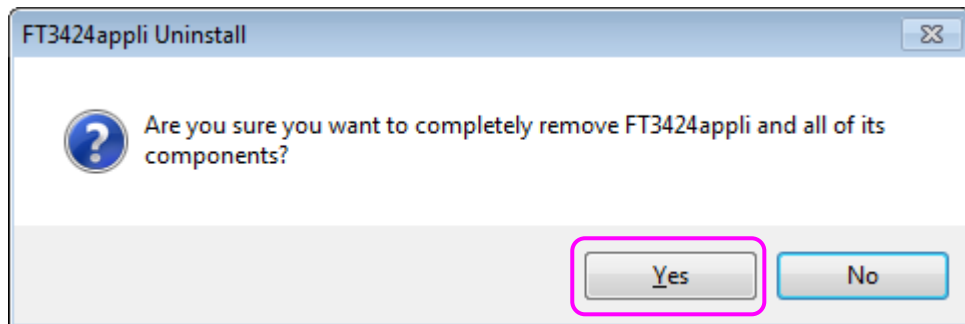 FT3424appli Uninstall
Are you sure you want to completely remove FT3424appli and all of its
components?
Yes
No